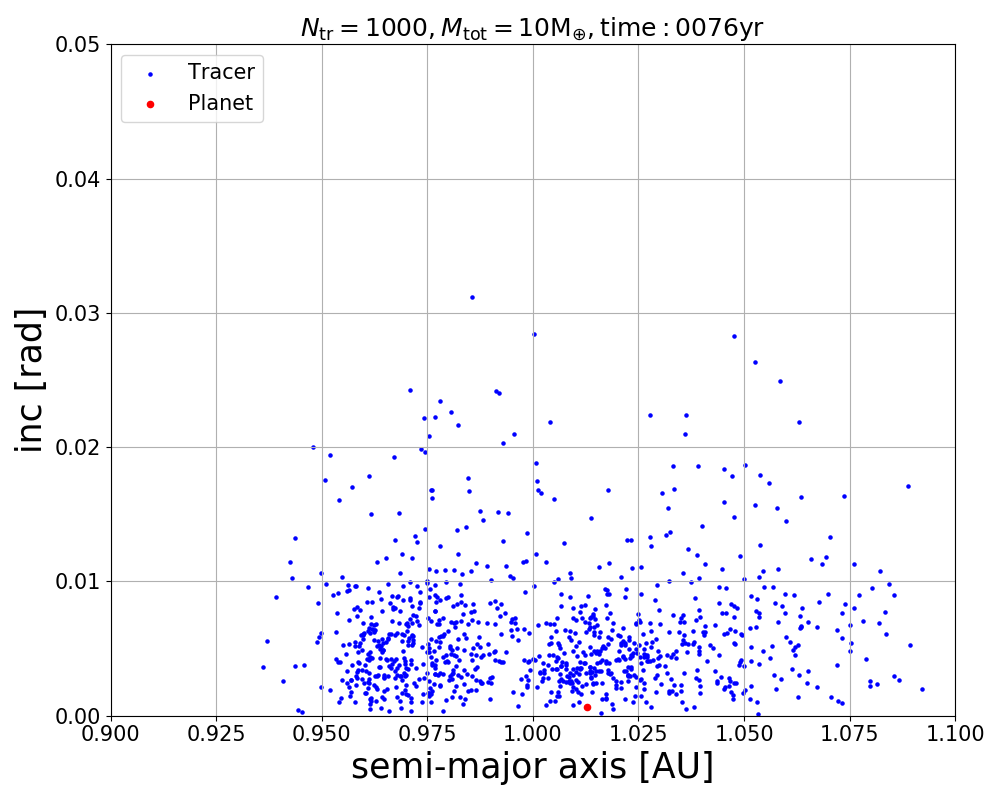 N_tr = 1000, M_tot = 10M_⊕, time : 0076yr
Tracer
Planet
inc [rad]
0.05
0.04
0.03
0.02
0.01
0.00
0.900 0.925 0.950 0.975 1.000 1.025 1.050 1.075 1.100
semi-major axis [AU]